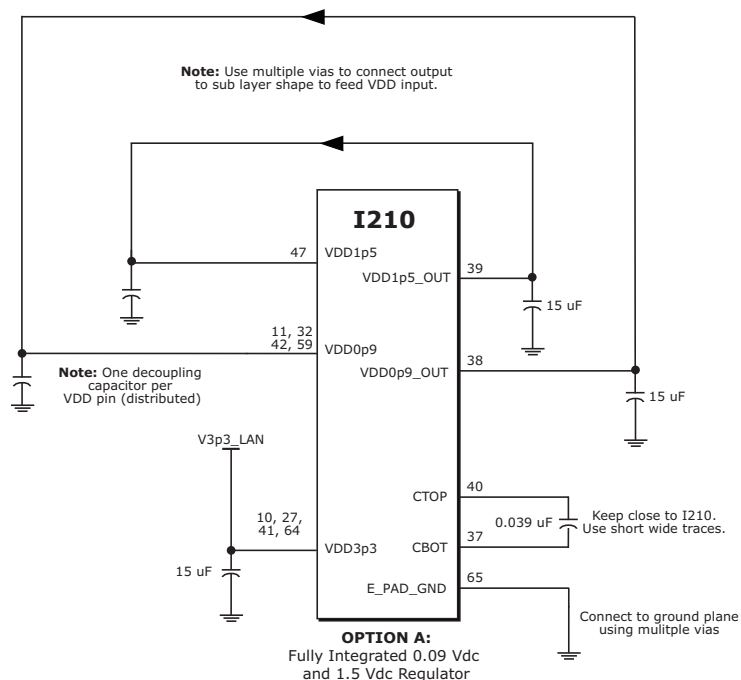 Note: Use multiple vias to connect output
to sub layer shape to feed VDD input.
I210
47
VDD1p5
39
VDD1p5_OUT
15 uF
11, 32
42, 59
VDD0p9
38
VDD0p9_OUT
Note: One decoupling
capacitor per
VDD pin (distributed)
15 uF
V3p3_LAN
40
CTOP
0.039 uF
Keep close to I210.
Use short wide traces.
10, 27,
41, 64
VDD3p3
37
CBOT
15 uF
65
E_PAD_GND
Connect to ground plane
using mulitple vias
OPTION A:
Fully Integrated 0.09 Vdc
and 1.5 Vdc Regulator